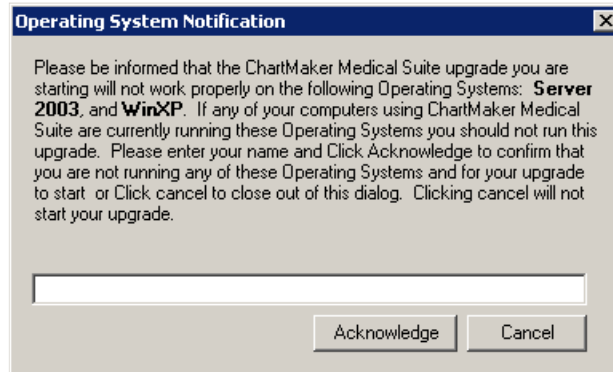 Operating System Notification
Please be informed that the ChartMaker Medical Suite upgrade you are
starting will not work properly on the following Operating Systems: Server
2003, and WinXP. If any of your computers using ChartMaker Medical
Suite are currently running these Operating Systems you should not run this
upgrade. Please enter your name and Click Acknowledge to confirm that
you are not running any of these Operating Systems and for your upgrade
to start or Click cancel to close out of this dialog. Clicking cancel will not
start your upgrade.
Acknowledge Cancel